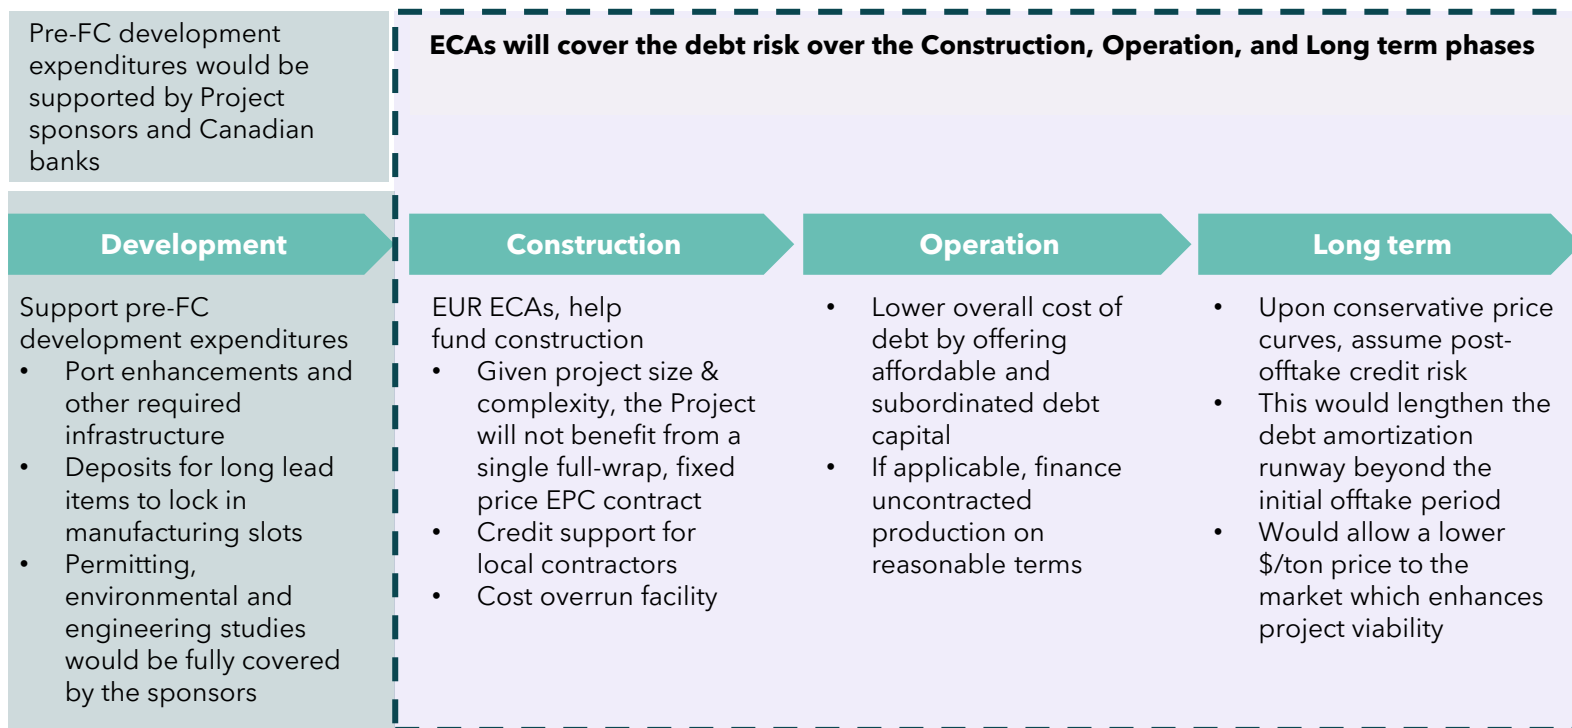 Pre-FC development
expenditures would be
supported by Project
sponsors and Canadian
banks
ECAs will cover the debt risk over the Construction, Operation, and Long term phases
Development
Support pre-FC
development expenditures
• Port enhancements and
other required
infrastructure
• Deposits for long lead
items to lock in
manufacturing slots
• Permitting,
environmental and
engineering studies
would be fully covered
by the sponsors
Construction
EUR ECAs, help
fund construction
• Given project size &
complexity, the Project
will not benefit from a
single full-wrap, fixed
price EPC contract
• Credit support for
local contractors
• Cost overrun facility
Operation
• Lower overall cost of
debt by offering
affordable and
subordinated debt
capital
• If applicable, finance
uncontracted
production on
reasonable terms
Long term
• Upon conservative price
curves, assume post-
offtake credit risk
• This would lengthen the
debt amortization
runway beyond the
initial offtake period
• Would allow a lower
$/ton price to the
market which enhances
project viability